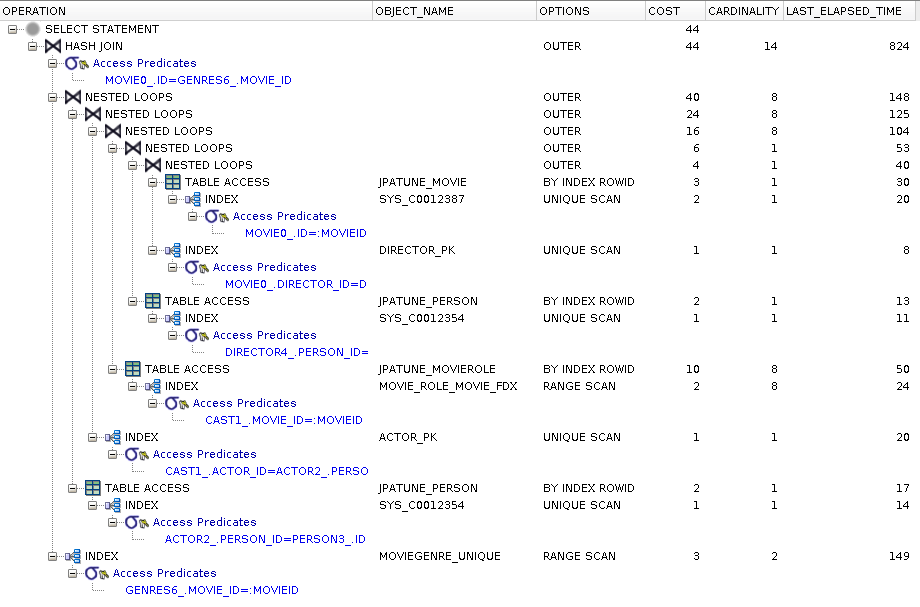 OPERATION OBJECT_NAME OPTIONS COST CARDINALITY LAST_ELAPSED_TIME
SELECT STATEMENT 44
HASH JOIN OUTER 44 14 824
Access Predicates
MOVIE0_.ID=GENRES6_.MOVIE_ID
NESTED LOOPS OUTER 40 8 148
NESTED LOOPS OUTER 24 8 125
NESTED LOOPS OUTER 16 8 104
NESTED LOOPS OUTER 6 1 53
NESTED LOOPS OUTER 4 1 40
TABLE ACCESS JPATUNE_MOVIE BY INDEX ROWID 3 1 30
INDEX SYS_C0012387 UNIQUE SCAN 2 1 20
Access Predicates
MOVIE0_.ID=:MOVIEID
INDEX DIRECTOR_PK UNIQUE SCAN 1 1 8
Access Predicates
MOVIE0_.DIRECTOR_ID=D
TABLE ACCESS JPATUNE_PERSON BY INDEX ROWID 2 1 13
INDEX SYS_C0012354 UNIQUE SCAN 1 1 11
Access Predicates
DIRECTOR4_.PERSON_ID=
TABLE ACCESS JPATUNE_MOVIEROLE BY INDEX ROWID 10 8 50
INDEX MOVIE_ROLE_MOVIE_FDX RANGE SCAN 2 8 24
Access Predicates
CAST1_.MOVIE_ID=:MOVIEID
INDEX ACTOR_PK UNIQUE SCAN 1 1 20
Access Predicates
CAST1_.ACTOR_ID=ACTOR2_.PERSO
TABLE ACCESS JPATUNE_PERSON BY INDEX ROWID 2 1 17
INDEX SYS_C0012354 UNIQUE SCAN 1 1 14
Access Predicates
ACTOR2_.PERSON_ID=PERSON3_.ID
INDEX MOVIEGENRE_UNIQUE RANGE SCAN 3 2 149
Access Predicates
GENRES6_.MOVIE_ID=:MOVIEID